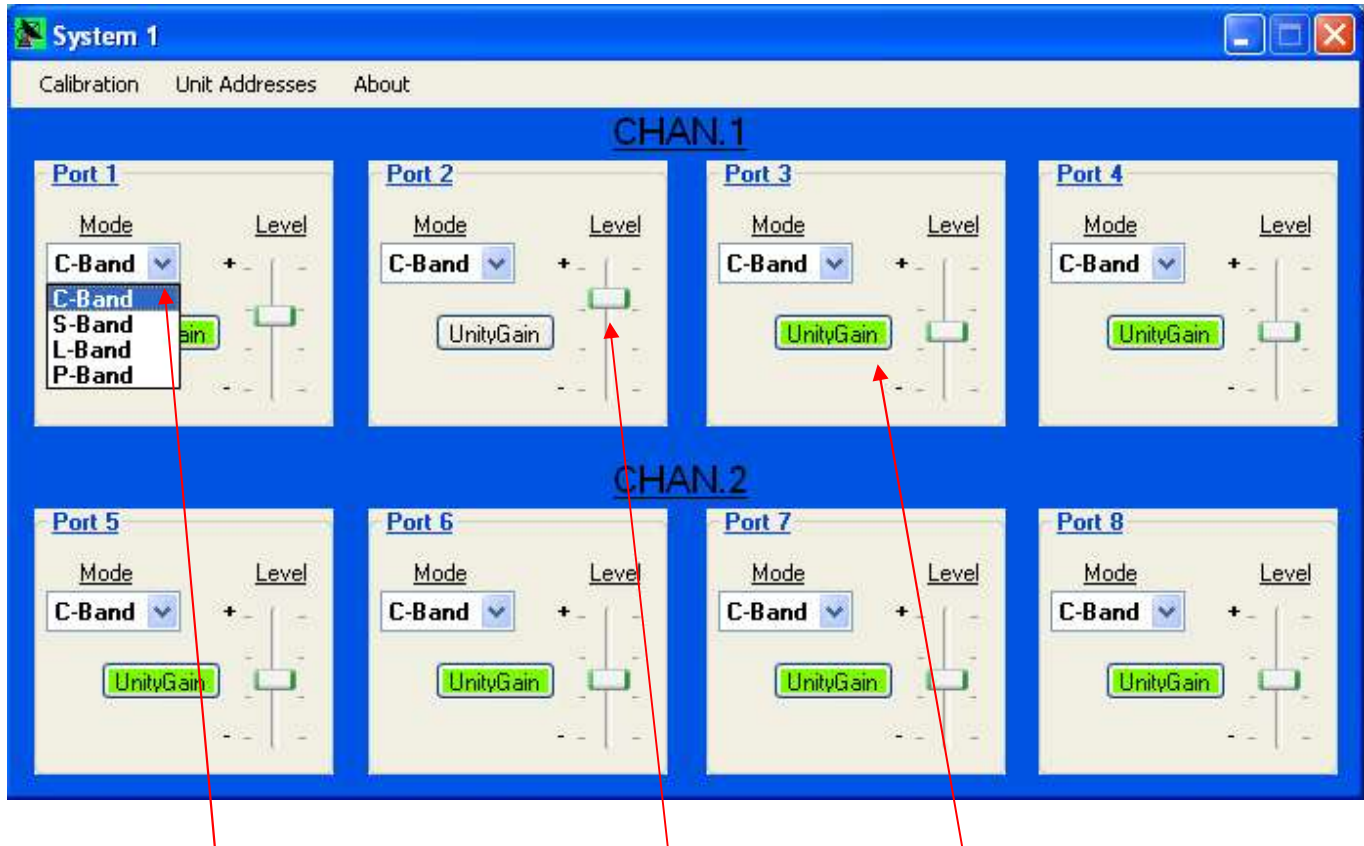 System 1
Calibration Unit Addresses About
CHAN.1
Port 1 Port 2 Port 3 Port 4
Mode Level Mode Level Mode Level Mode Level
C-Band + C-Band + C-Band + C-Band +
C-Band
S-Band
ain UnityGain UnityGain UnityGain
L-Band
P-Band
- - - -
CHAN.2
Port 5 Port 6 Port 7 Port 8
Mode Level Mode Level Mode Level Mode Level
C-Band + C-Band + C-Band + C-Band +
UnityGain UnityGain UnityGain UnityGain
- - - -